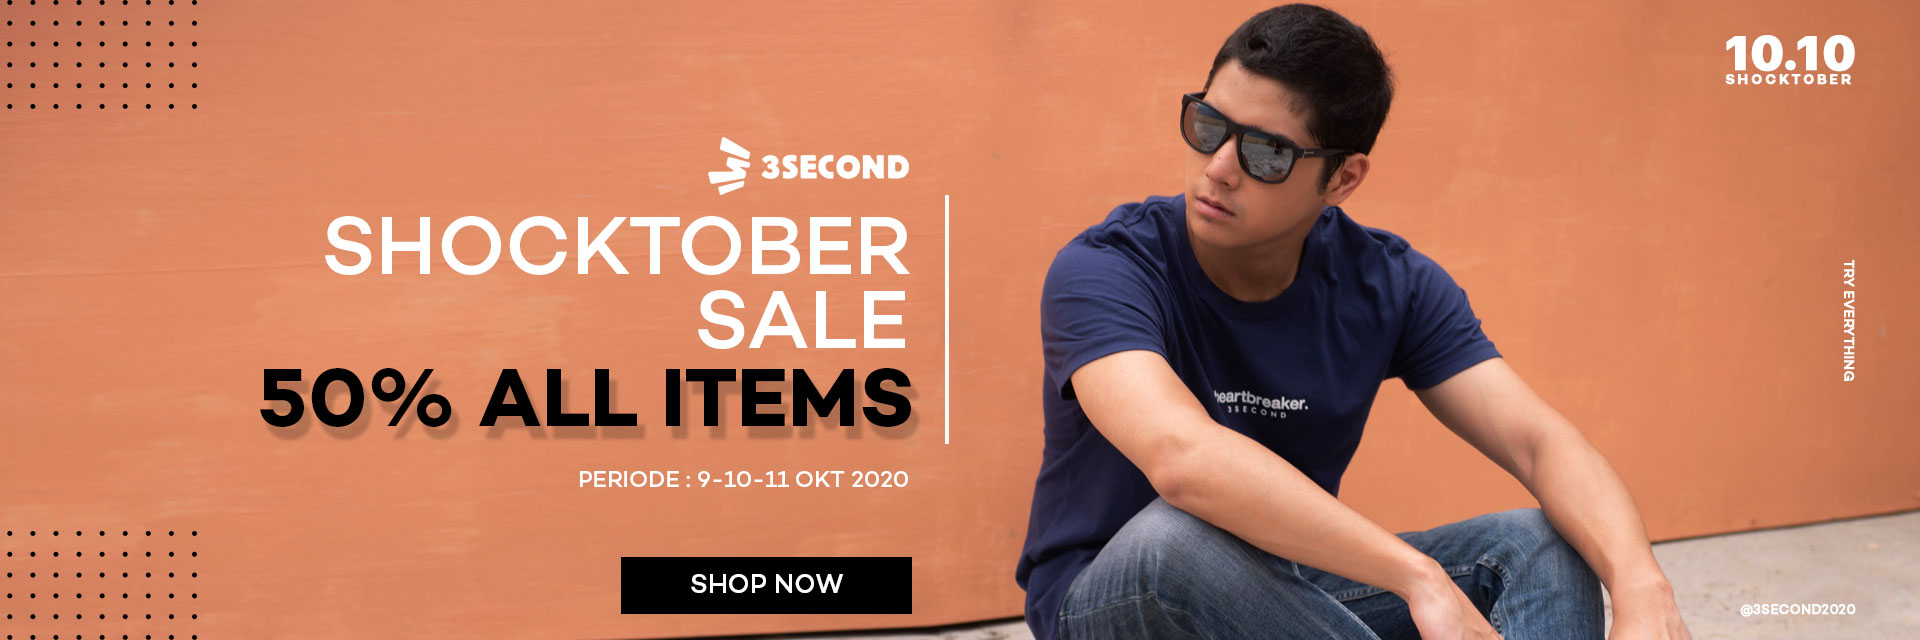 3SECOND
SHOCKTOBER
SALE
50% ALL ITEMS
PERIODE : 9-10-11 OKT 2020
SHOP NOW
heartbreaker.
3SECOND
10.10
SHOCKTOBER
TRY EVERYTHING
@3SECOND2020